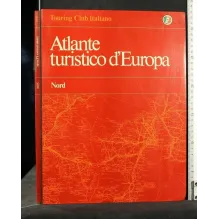 Touring Club Italiano
Atlante
turistico d'Europa
Nord